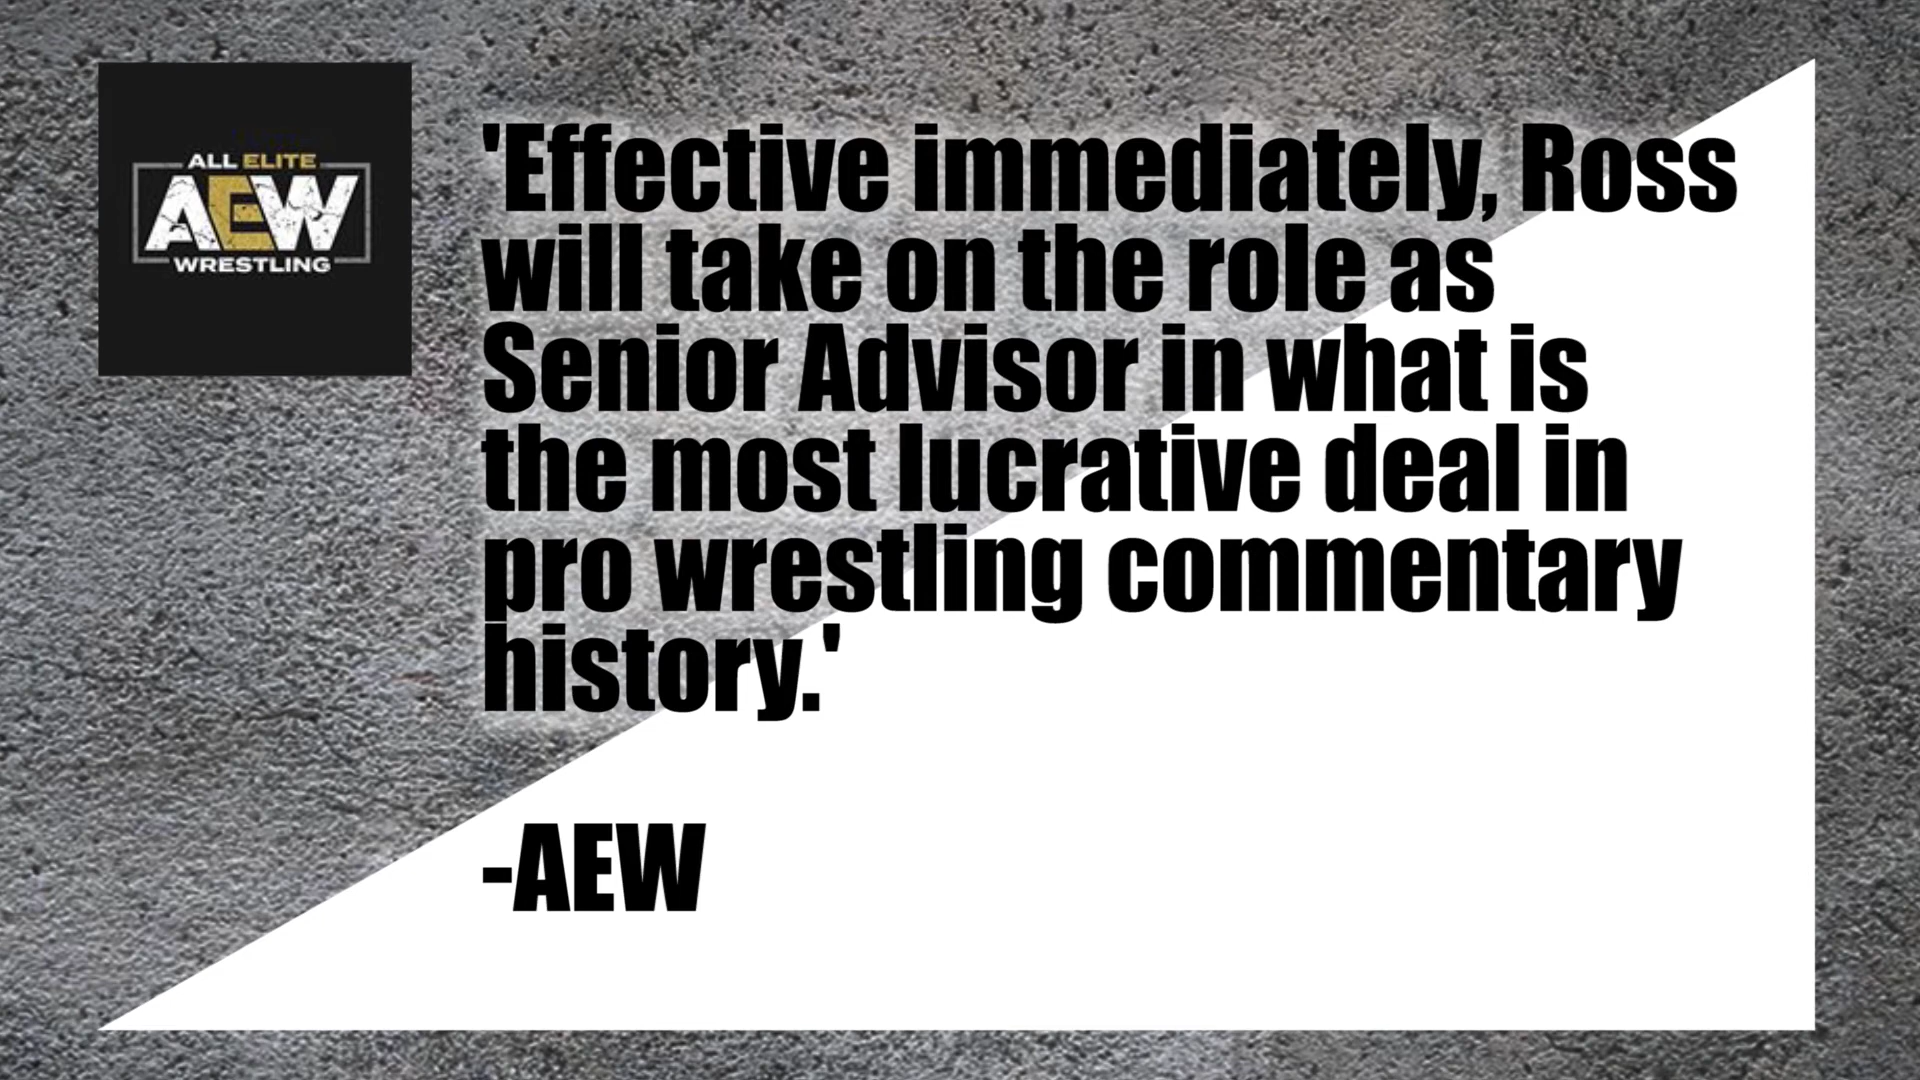 ALL ELITE
AEW
WRESTLING
'Effective immediately, Ross
will take on the role as
Senior Advisor in what is
the most lucrative deal in
pro wrestling commentary
history.'
-AEW